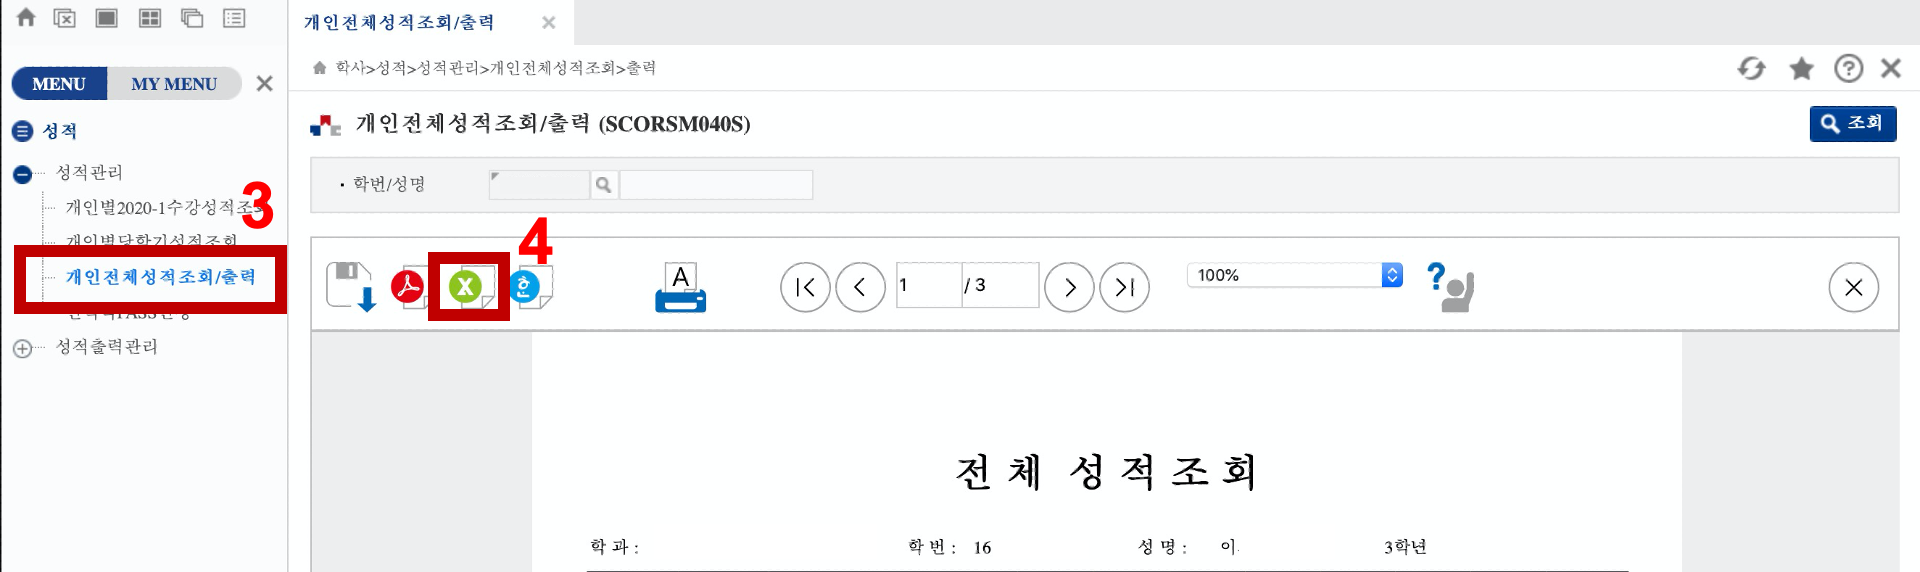 개인전체성적조회/출력
MENU
MY MENU
학사>성적>성적관리>개인전체성적조회>출력
성적
개인전체성적조회/출력 (SCORSM040S)
조회
성적관리
학번/성명
3
개인별2020-1수강성적조회
개인별당학기성적조회
4
개인전체성적조회/출력
X
한
A
1
/ 3
100%
?
성적출력관리
전 체 성 적 조 회
학 과 :
학 번 : 16
성 명 : 이
3학년